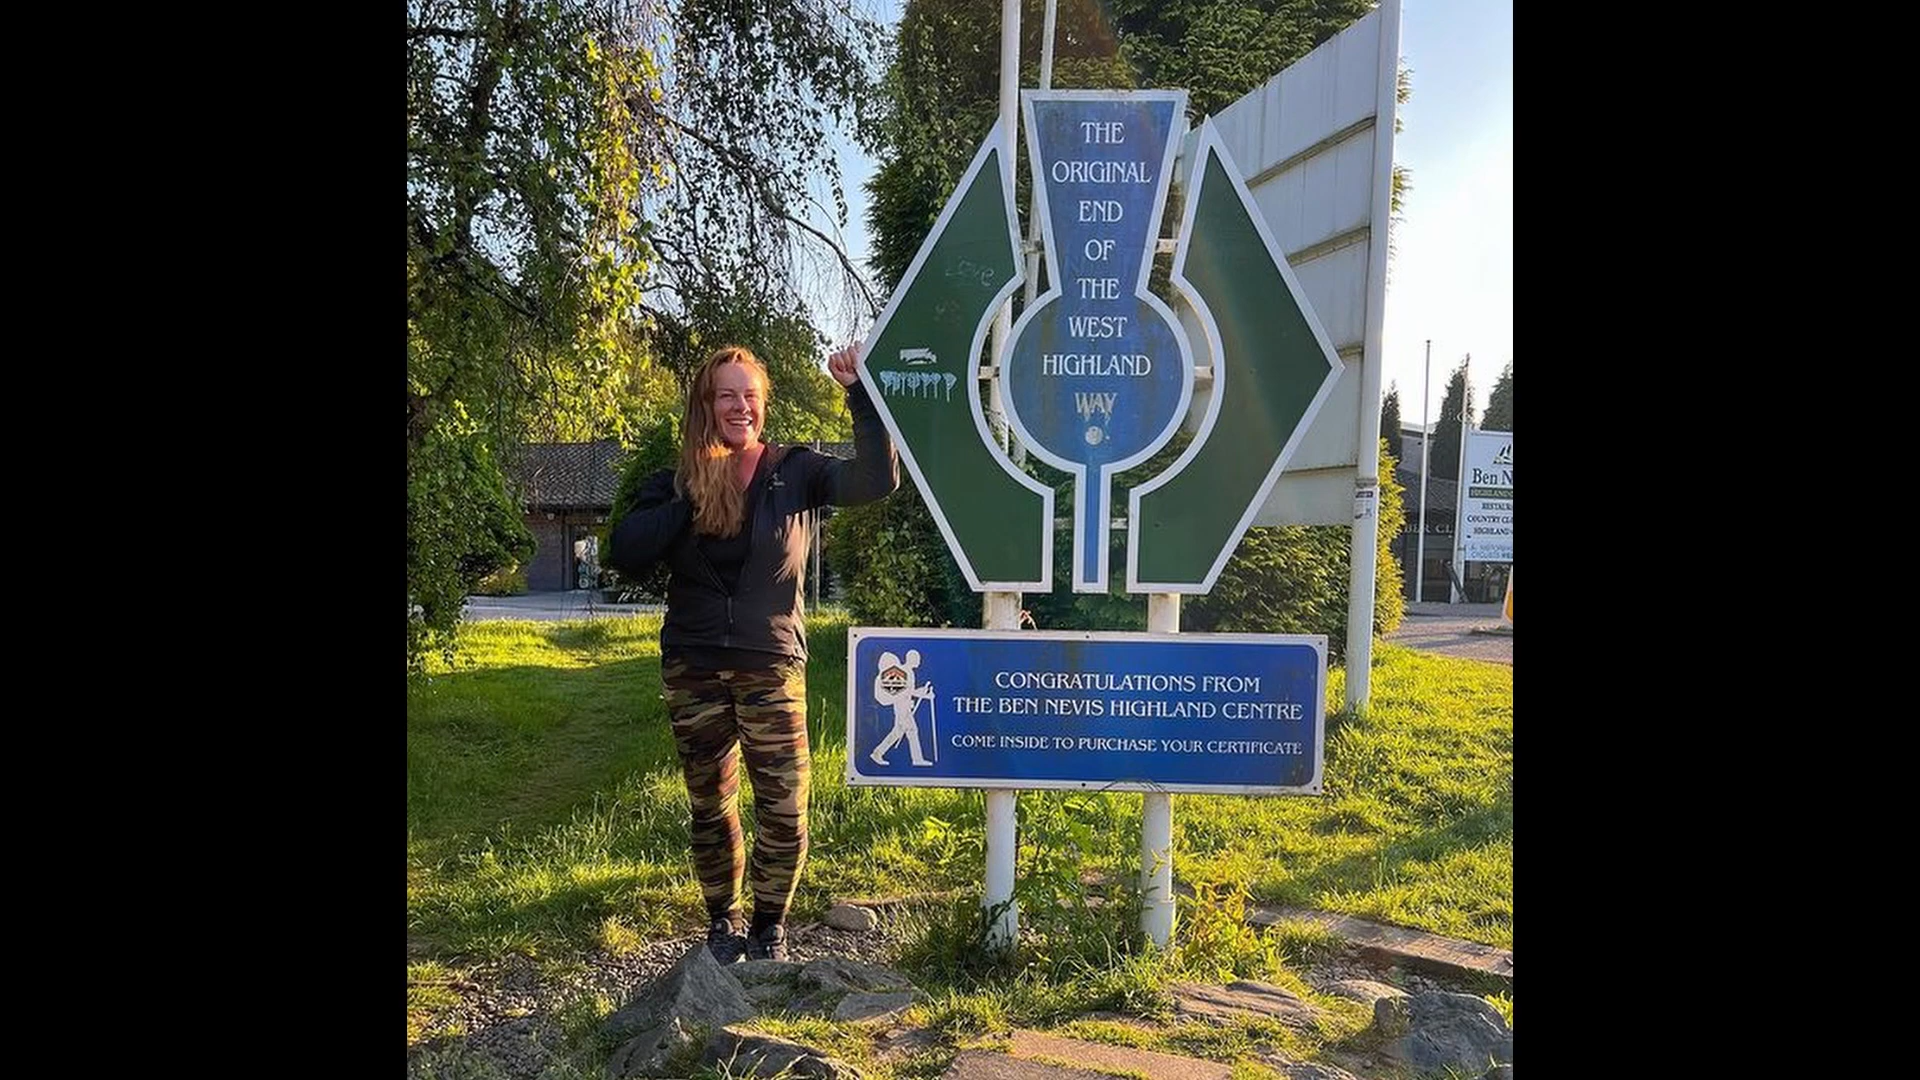 THE
ORIGINAL
END
OF
THE
WEST
HIGHLAND
WAY
CONGRATULATIONS FROM
THE BEN NEVIS HIGHLAND CENTRE
COME INSIDE TO PURCHASE YOUR CERTIFICATE
Ben